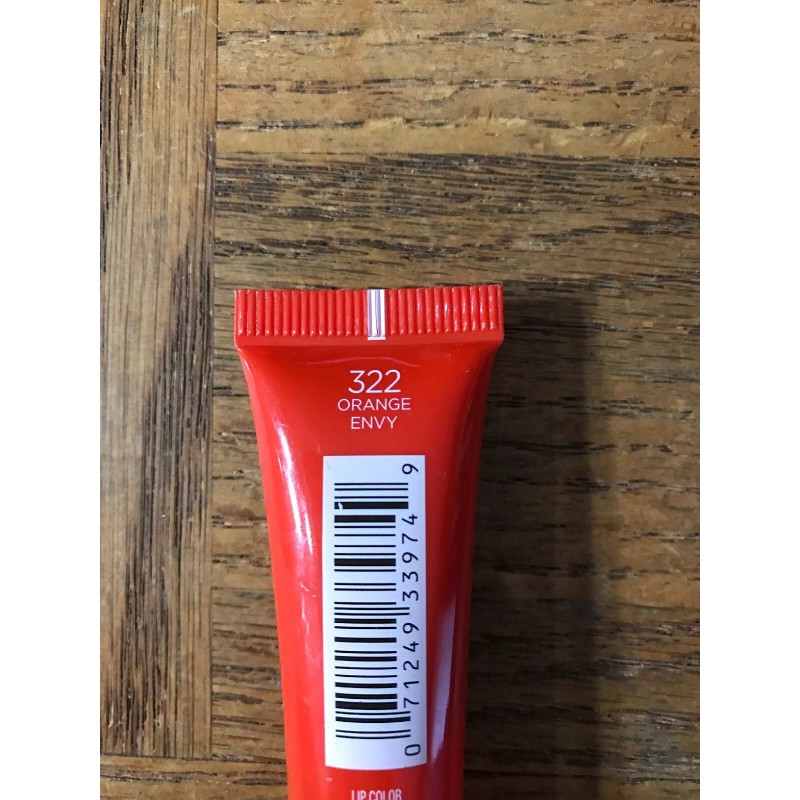 322
ORANGE
ENVY
0 71249 33974 9
LIP COLOR